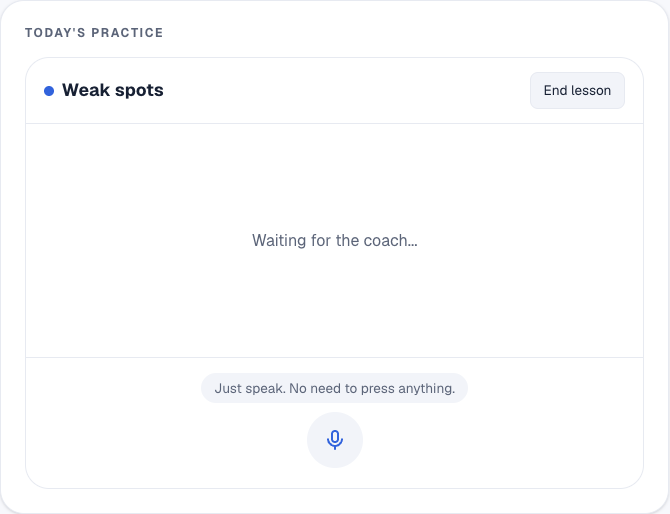 TODAY'S PRACTICE
Weak spots
End lesson
Waiting for the coach...
Just speak. No need to press anything.